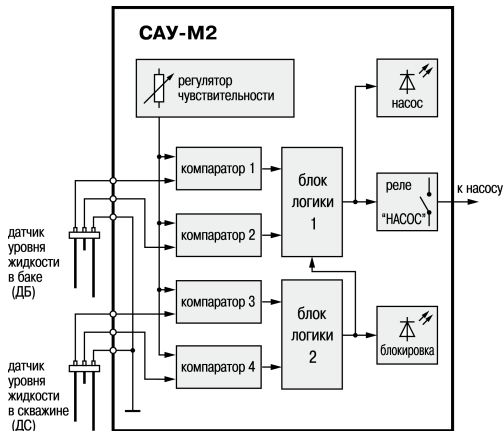 САУ-М2
регулятор
чувствительности
насос
компаратор 1
блок
логики
1
реле
"НАСОС"
к насосу
компаратор 2
датчик
уровня
жидкости
в баке
(ДБ)
компаратор 3
блок
логики
2
блокировка
компаратор 4
датчик
уровня
жидкости
в скважине
(ДС)